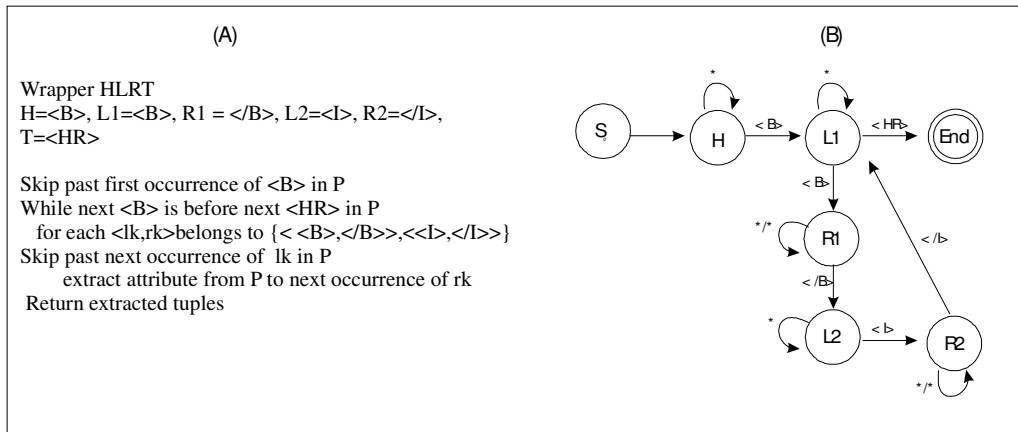 (A)
Wrapper HLRT
H=<B>, L1=<B>, R1 = </B>, L2=<I>, R2=</I>,
T=<HR>
Skip past first occurrence of <B> in P
While next <B> is before next <HR> in P
for each <lk,rk>belongs to {< <B>,</B>>,<<I>,</I>>}
Skip past next occurrence of lk in P
extract attribute from P to next occurrence of rk
Return extracted tuples
(B)
*
*
S
H
< B>
L1
< HR>
End
< B>
*/*
R1
< /I>
< /B>
*
L2
< I>
R2
*/*